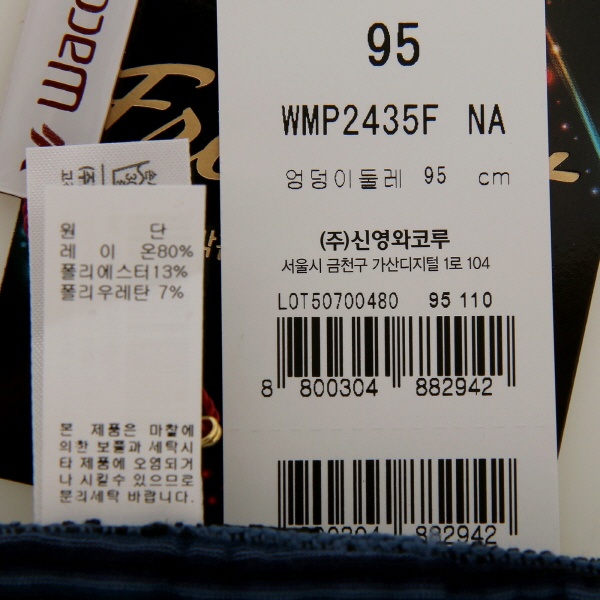 Waco
95
WMP2435F NA
엉덩이둘레 95 cm
(주)신영와코루
서울시 금천구 가산디지털 1로 104
LOT50700480 95 110
8 800304 882942
882942
(주)
원 단
레 이 온80%
폴리에스터13%
폴리우레탄 7%
본 제품은 마찰에
의한 보풀과 세탁시
타 제품에 오염되거
나 시킬수 있으므로
분리세탁 바랍니다.